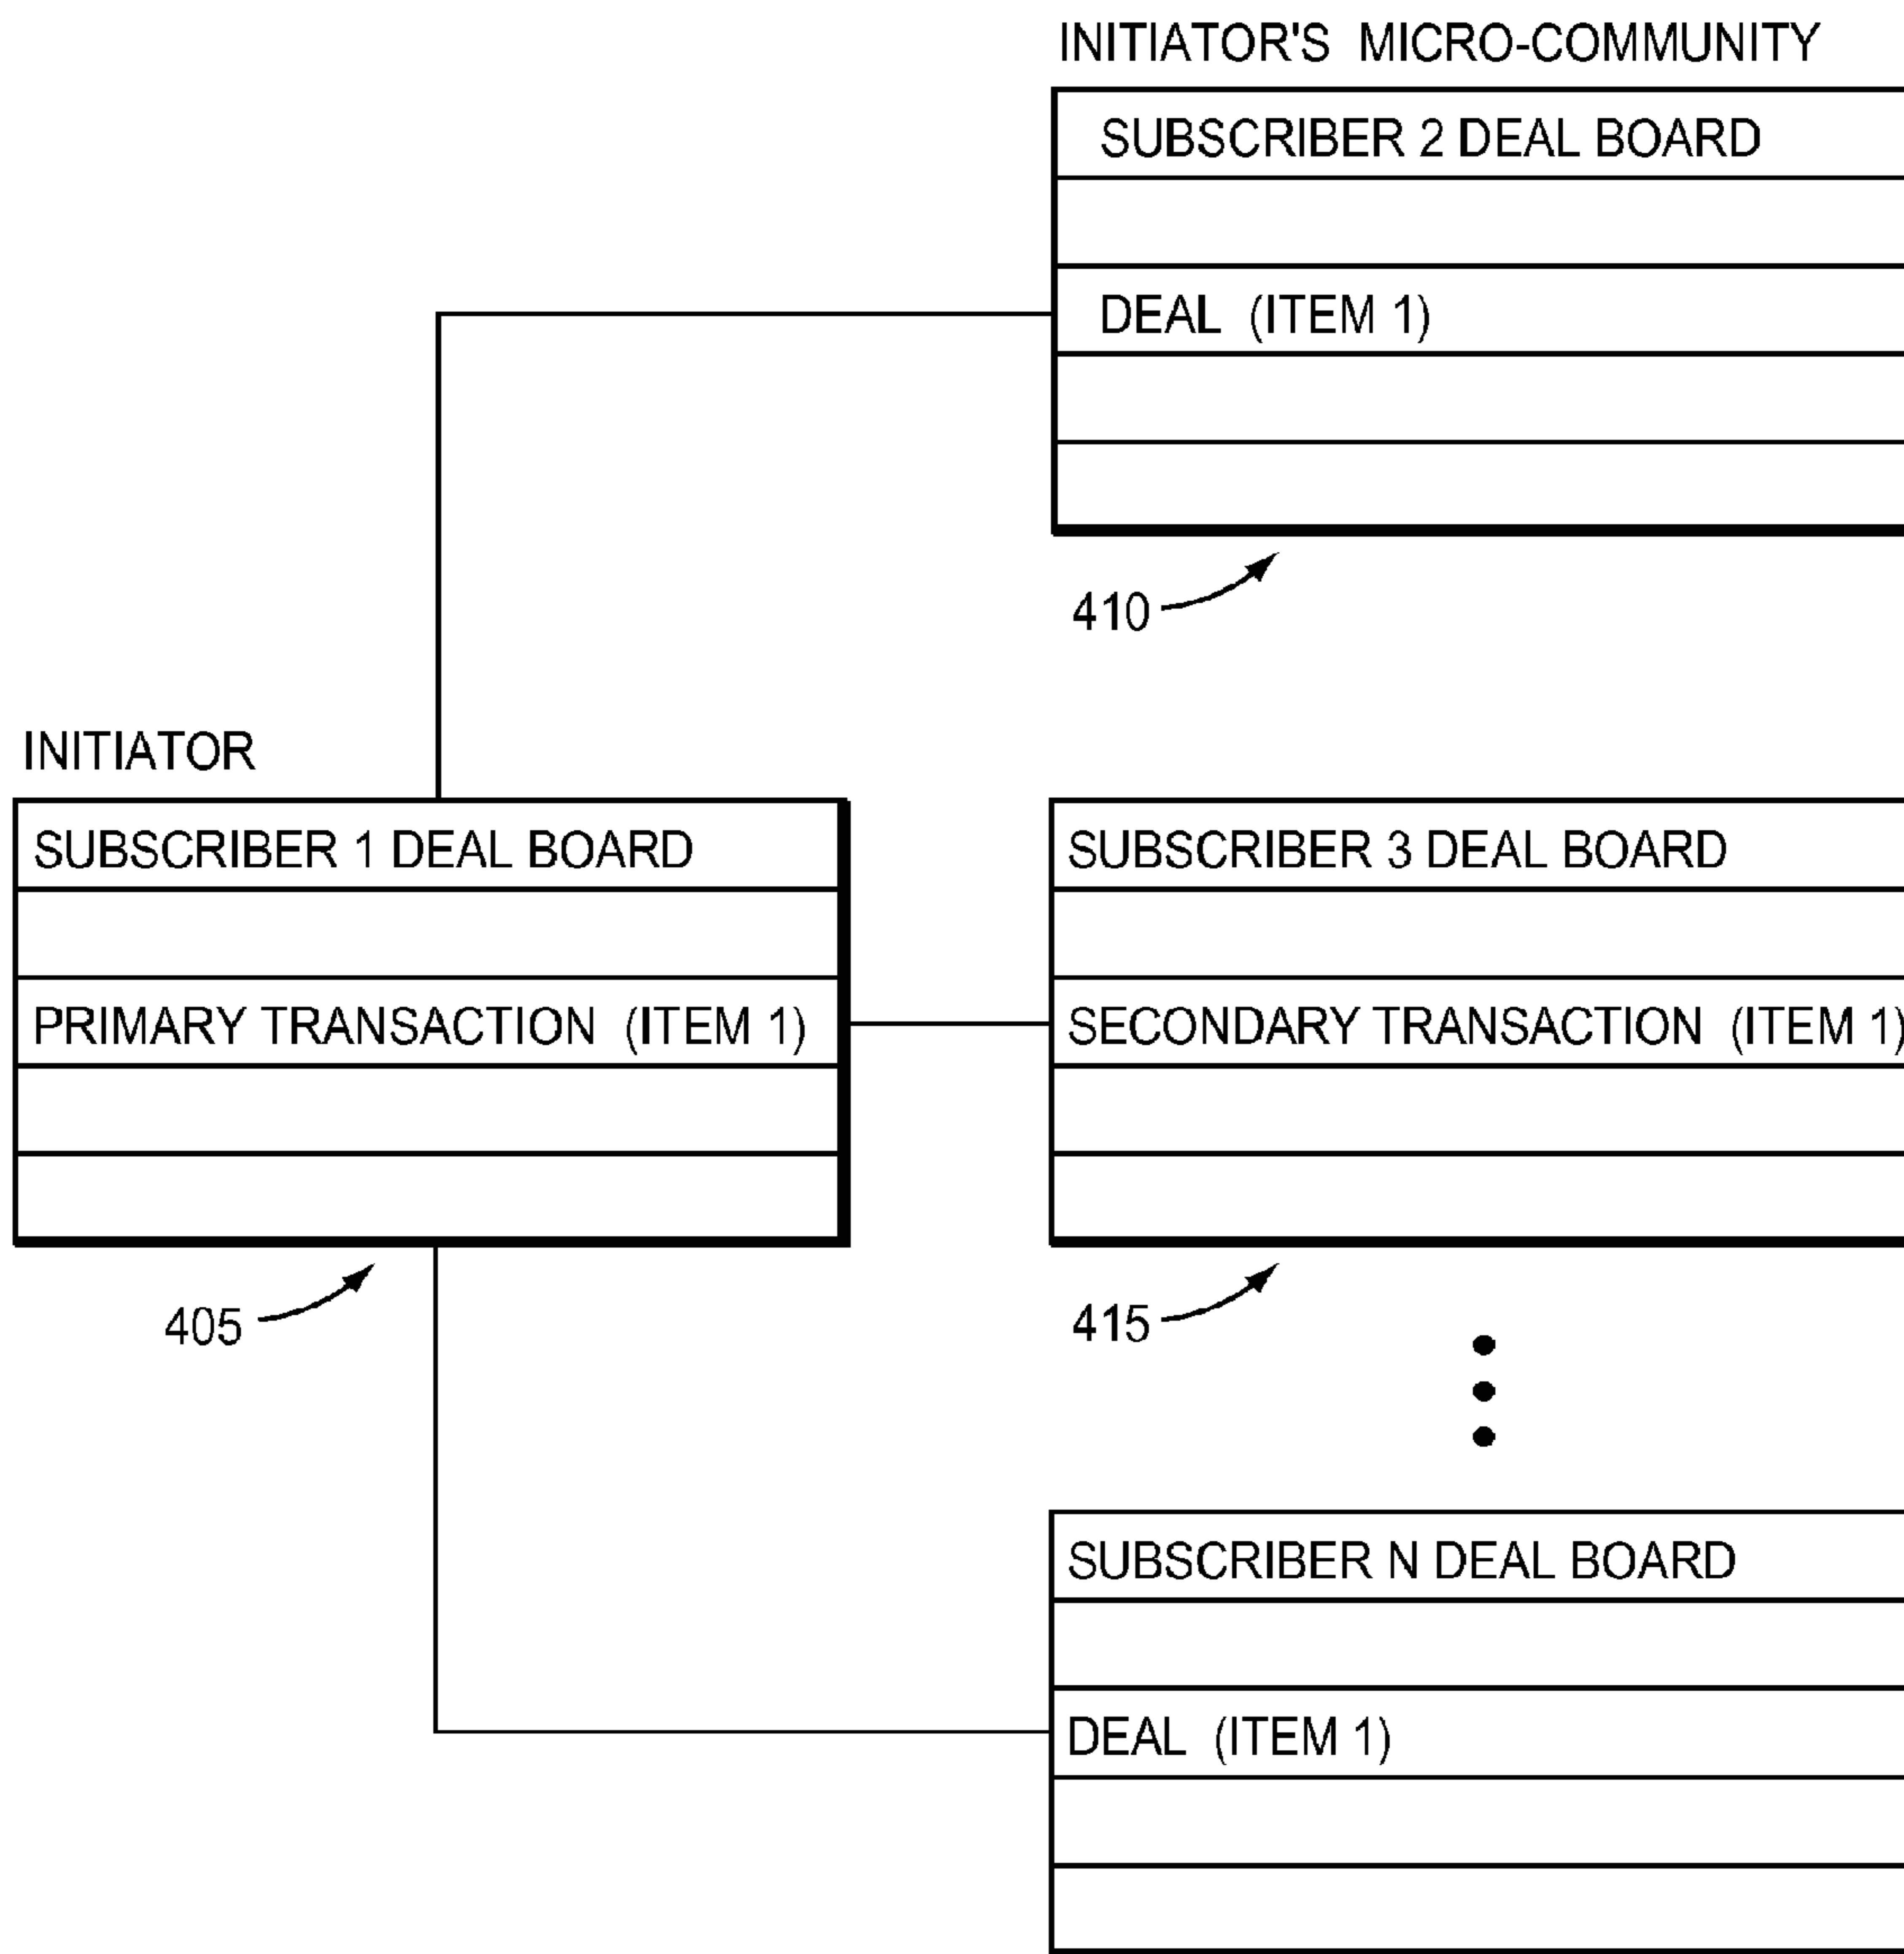 INITIATOR'S MICRO-COMMUNITY
SUBSCRIBER 2 DEAL BOARD
DEAL (ITEM 1)
410
INITIATOR
SUBSCRIBER 1 DEAL BOARD
PRIMARY TRANSACTION (ITEM 1)
405
SUBSCRIBER 3 DEAL BOARD
SECONDARY TRANSACTION (ITEM 1)
415
SUBSCRIBER N DEAL BOARD
DEAL (ITEM 1)